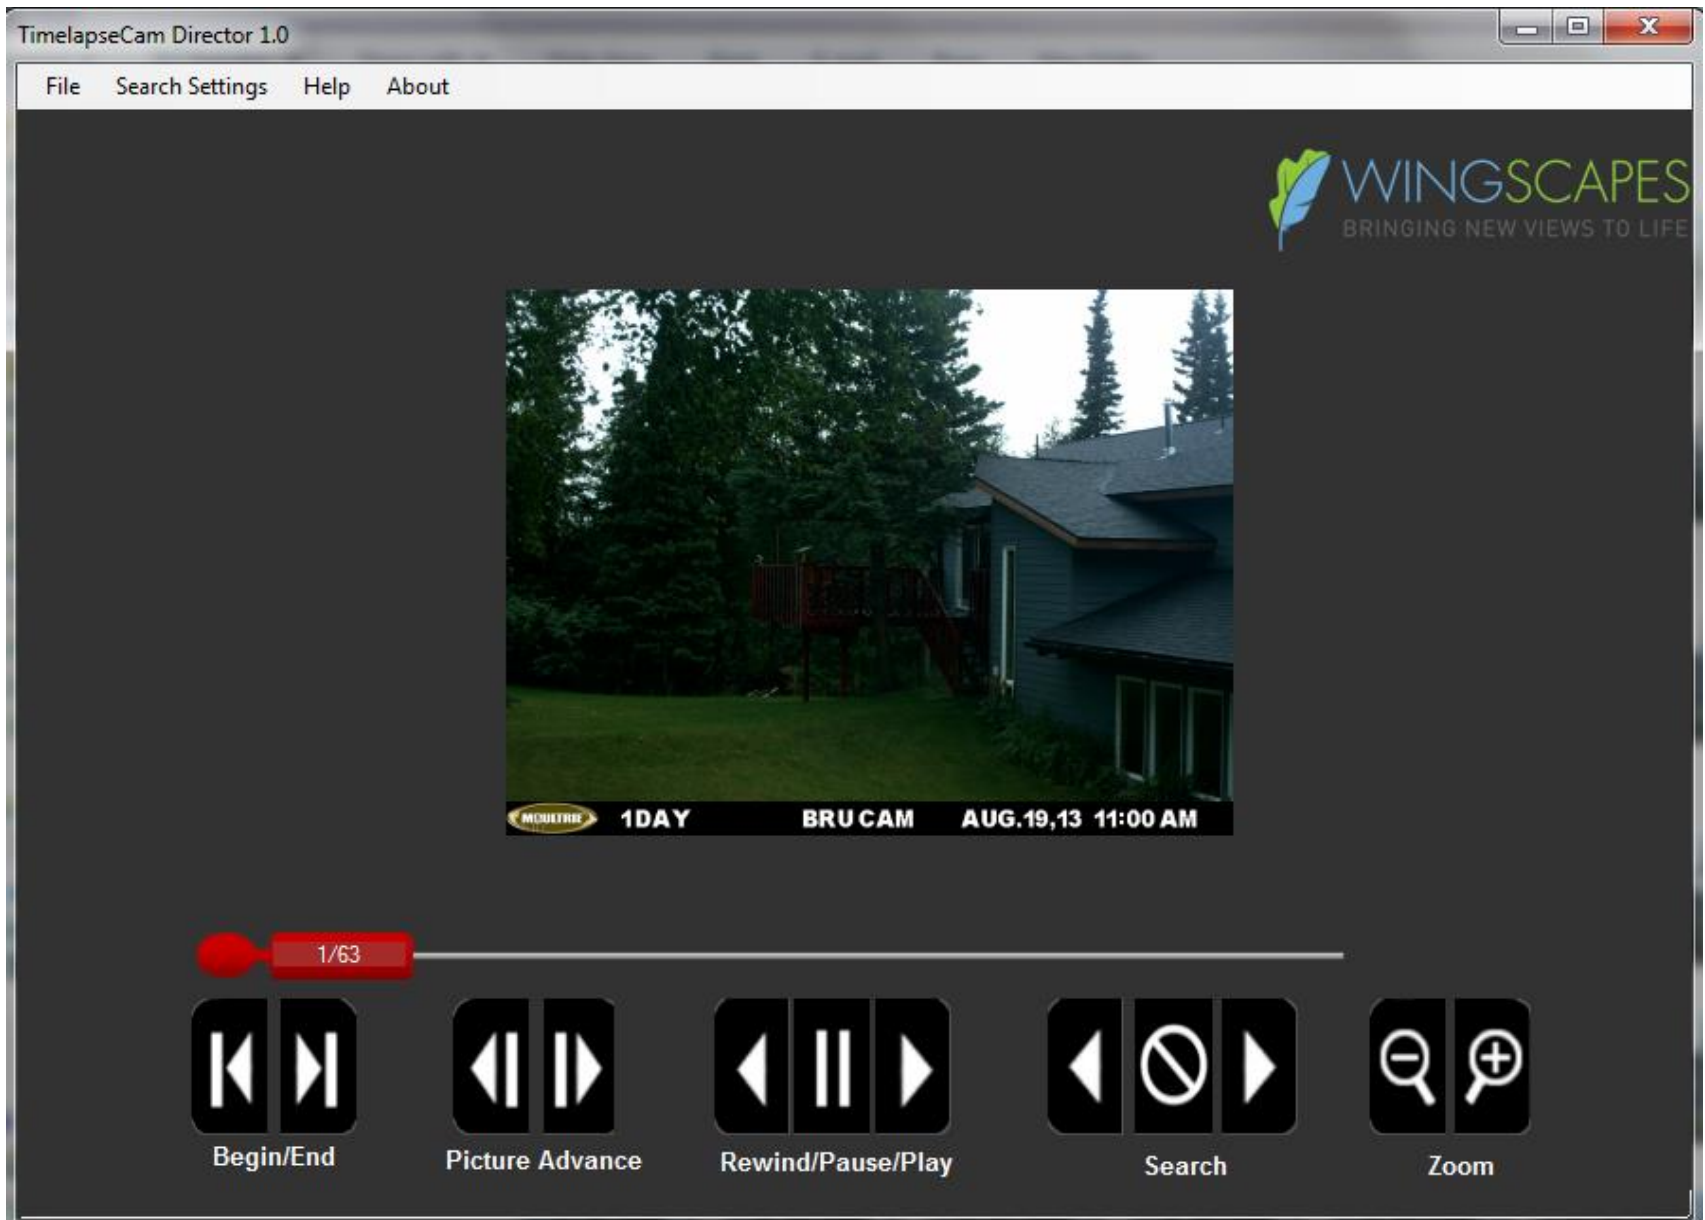 TimelapseCam Director 1.0
File Search Settings Help About
WINGSCAPES
BRINGING NEW VIEWS TO LIFE
MOULTRIE 1DAY BRU CAM AUG.19,13 11:00 AM
1/63
Begin/End Picture Advance Rewind/Pause/Play Search Zoom